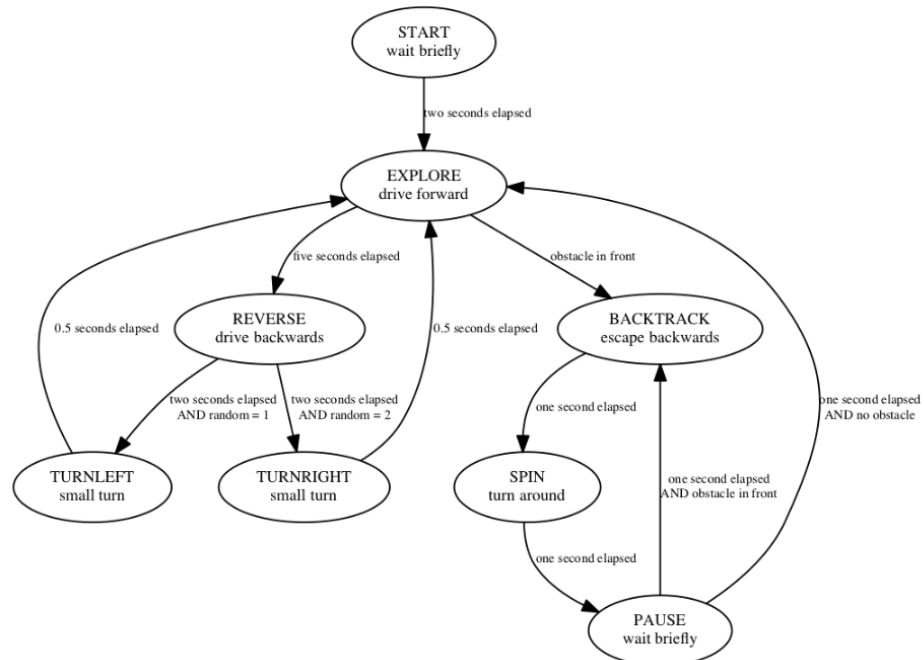 START
wait briefly
two seconds elapsed
EXPLORE
drive forward
five seconds elapsed
obstacle in front
0.5 seconds elapsed
REVERSE
drive backwards
0.5 seconds elapsed
BACKTRACK
escape backwards
two seconds elapsed
AND random = 1
two seconds elapsed
AND random = 2
one second elapsed
one second elapsed
AND no obstacle
TURNLEFT
small turn
TURNRIGHT
small turn
SPIN
turn around
one second elapsed
AND obstacle in front
one second elapsed
PAUSE
wait briefly